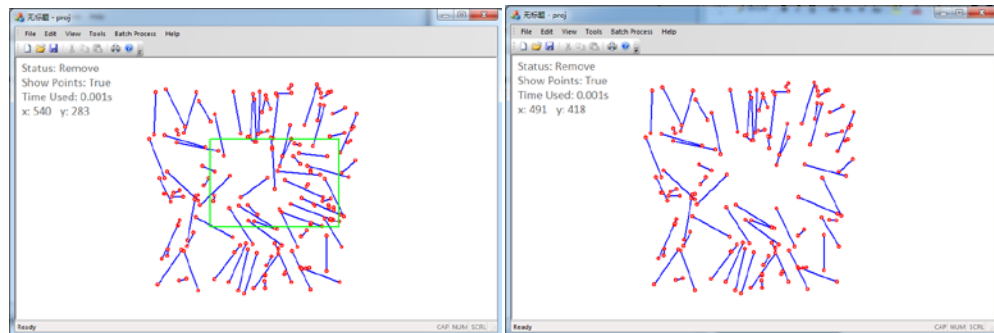 无标题 - proj
File Edit View Tools Batch Process Help
Status: Remove
Show Points: True
Time Used: 0.001s
x: 540 y: 283
Ready
CAP NUM SCRL
无标题 - proj
File Edit View Tools Batch Process Help
Status: Remove
Show Points: True
Time Used: 0.001s
x: 491 y: 418
Ready
CAP NUM SCRL